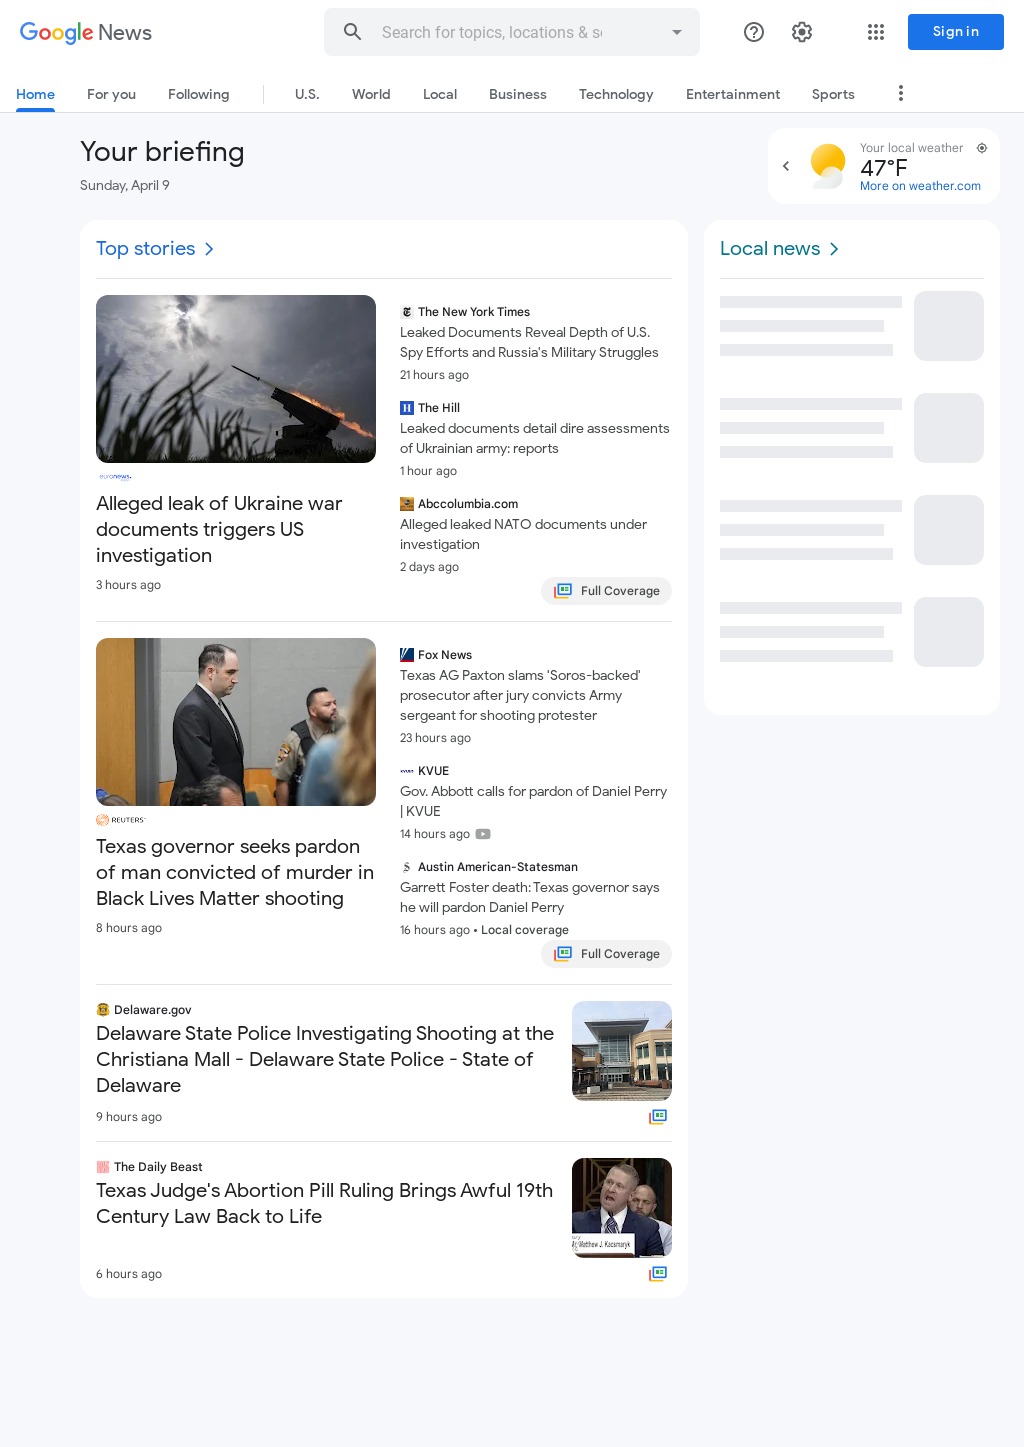 Google News
Search for topics, locations & so
Sign in
Home
For you
Following
U.S.
World
Local
Business
Technology
Entertainment
Sports
Your briefing
Sunday, April 9
Your local weather
47°F
More on weather.com
Top stories
euronews.
Alleged leak of Ukraine war
documents triggers US
investigation
3 hours ago
The New York Times
Leaked Documents Reveal Depth of U.S.
Spy Efforts and Russia's Military Struggles
21 hours ago
H The Hill
Leaked documents detail dire assessments
of Ukrainian army: reports
1 hour ago
Abccolumbia.com
Alleged leaked NATO documents under
investigation
2 days ago
Full Coverage
REUTERS
Texas governor seeks pardon
of man convicted of murder in
Black Lives Matter shooting
8 hours ago
Fox News
Texas AG Paxton slams 'Soros-backed'
prosecutor after jury convicts Army
sergeant for shooting protester
23 hours ago
KVUE KVUE
Gov. Abbott calls for pardon of Daniel Perry
| KVUE
14 hours ago
Austin American-Statesman
Garrett Foster death: Texas governor says
he will pardon Daniel Perry
16 hours ago • Local coverage
Full Coverage
Delaware.gov
Delaware State Police Investigating Shooting at the
Christiana Mall - Delaware State Police - State of
Delaware
9 hours ago
The Daily Beast
Texas Judge's Abortion Pill Ruling Brings Awful 19th
Century Law Back to Life
Matthew J. Kacsmaryk
6 hours ago
Local news